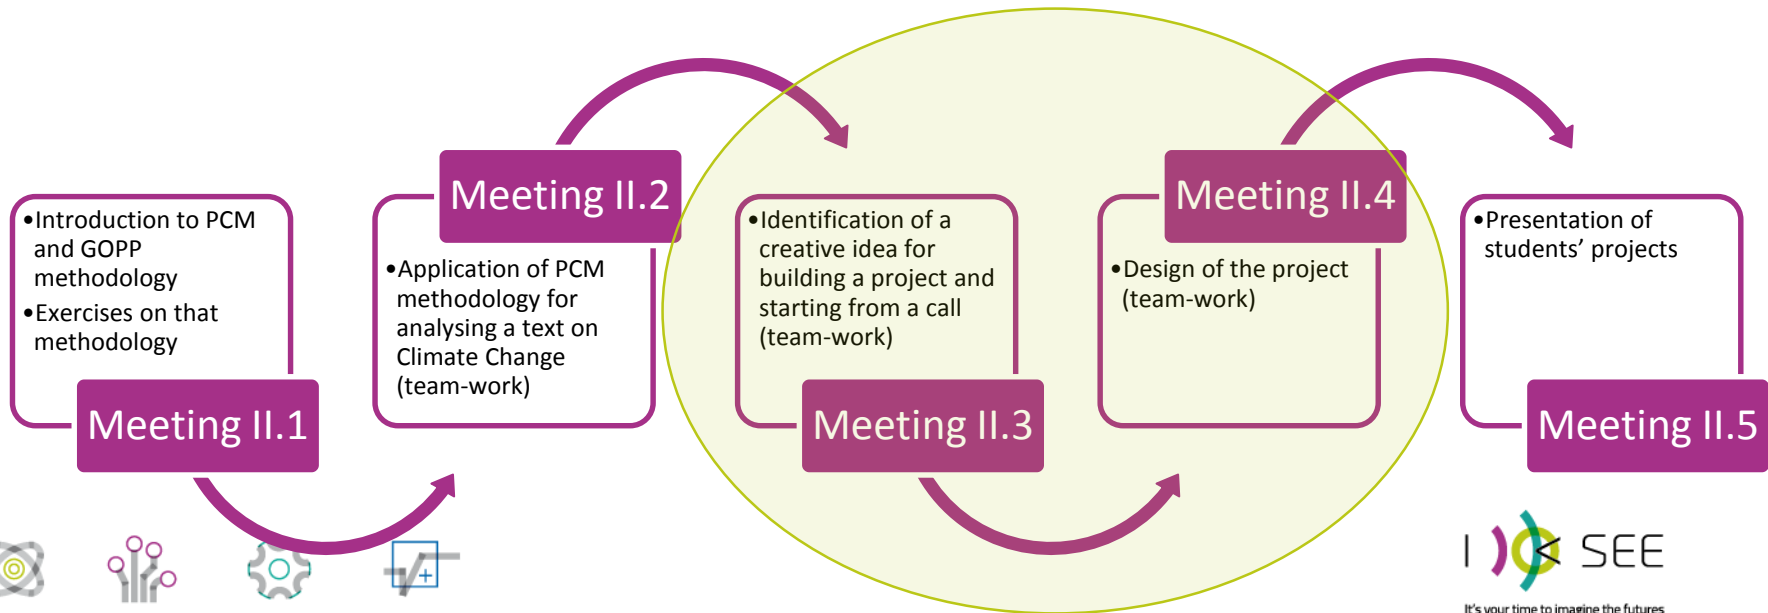 •Introduction to PCM
and GOPP
methodology
•Exercises on that
methodology
Meeting II.1
Meeting II.2
•Application of PCM
methodology for
analysing a text on
Climate Change
(team-work)
•Identification of a
creative idea for
building a project and
starting from a call
(team-work)
Meeting II.3
Meeting II.4
•Design of the project
(team-work)
•Presentation of
students’ projects
Meeting II.5
I SEE
It's your time to imagine the futures